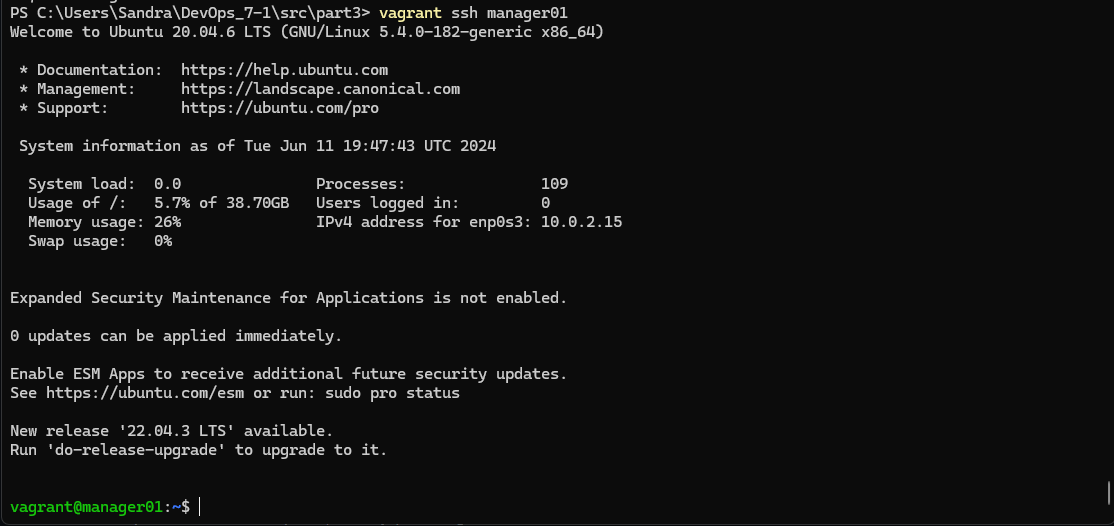 PS C:\Users\Sandra\DevOps_7-1\src\part3> vagrant ssh manager01
Welcome to Ubuntu 20.04.6 LTS (GNU/Linux 5.4.0-182-generic x86_64)
* Documentation:  https://help.ubuntu.com
* Management:     https://landscape.canonical.com
* Support:        https://ubuntu.com/pro
System information as of Tue Jun 11 19:47:43 UTC 2024
System load:  0.0               Processes:               109
Usage of /:   5.7% of 38.70GB   Users logged in:         0
Memory usage: 26%               IPv4 address for enp0s3: 10.0.2.15
Swap usage:   0%
Expanded Security Maintenance for Applications is not enabled.
0 updates can be applied immediately.
Enable ESM Apps to receive additional future security updates.
See https://ubuntu.com/esm or run: sudo pro status
New release '22.04.3 LTS' available.
Run 'do-release-upgrade' to upgrade to it.
vagrant@manager01:~$